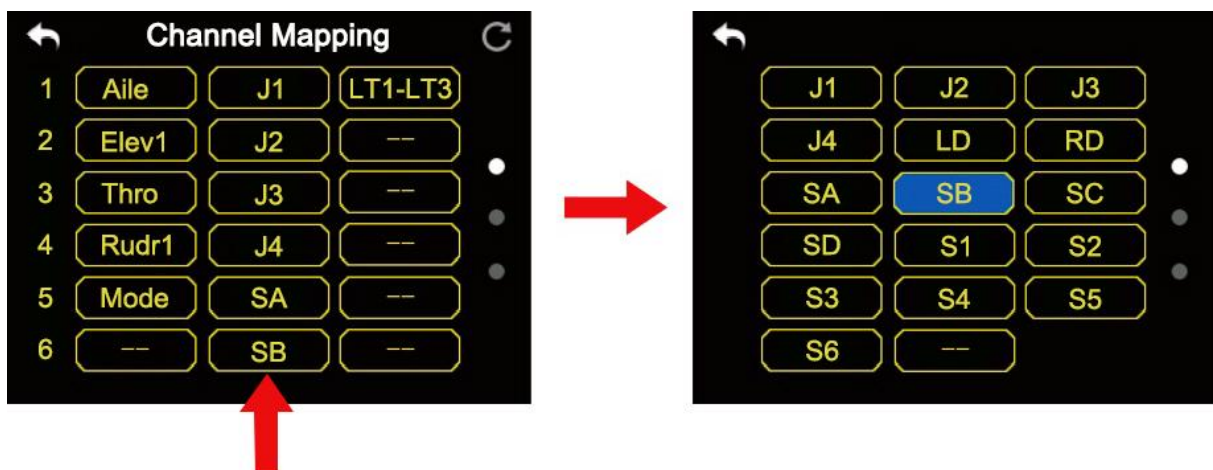 Channel Mapping
1 Aile J1 LT1-LT3
2 Elev1 J2 --
3 Thro J3 --
4 Rudr1 J4 --
5 Mode SA --
6 -- SB --
J1 J2 J3
J4 LD RD
SA SB SC
SD S1 S2
S3 S4 S5
S6 --